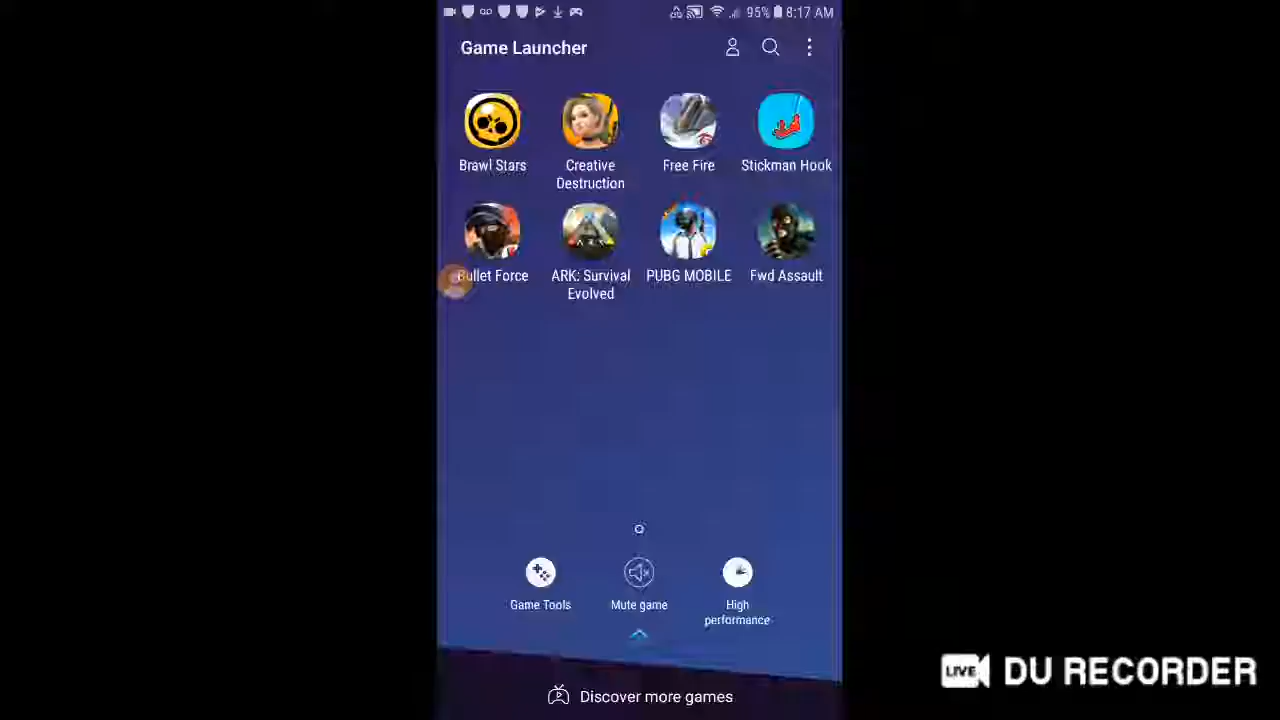 95% 8:17 AM
Game Launcher
Brawl Stars
Creative
Destruction
Free Fire
Stickman Hook
Bullet Force
ARK: Survival
Evolved
PUBG MOBILE
Fwd Assault
Game Tools
Mute game
High
performance
Discover more games
LIVE DU RECORDER